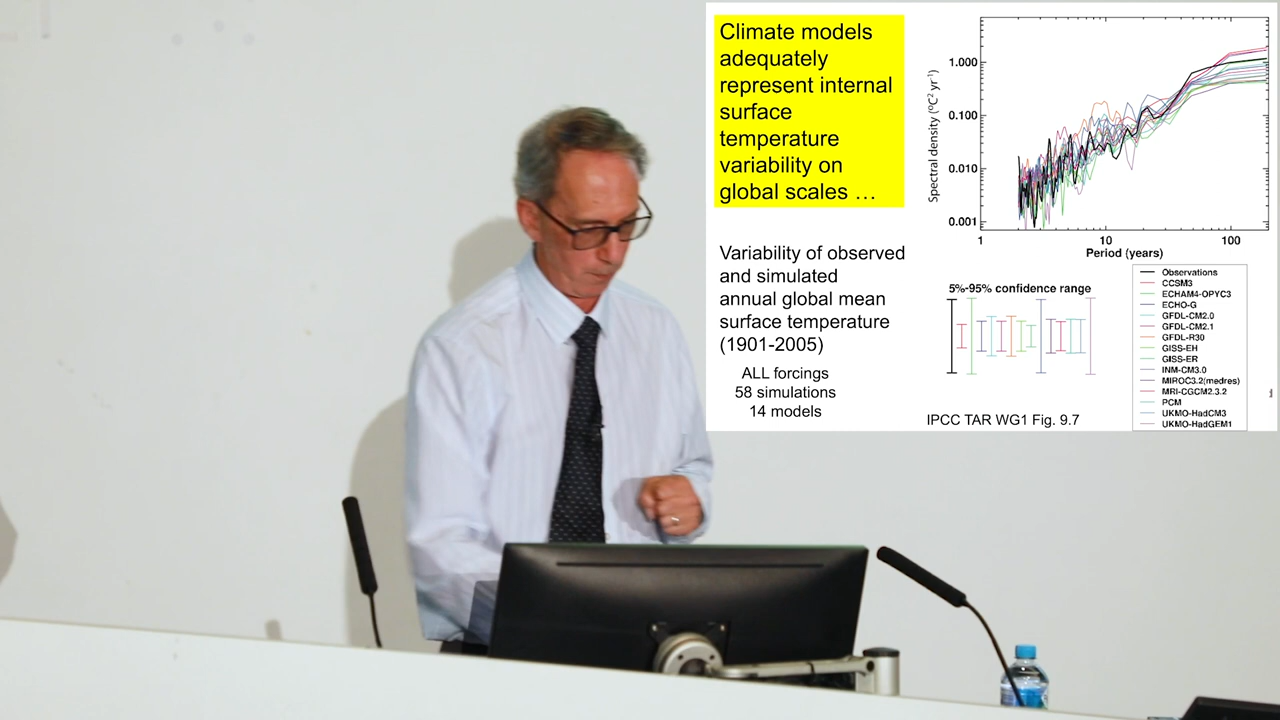 Climate models
adequately
represent internal
surface
temperature
variability on
global scales …
Variability of observed
and simulated
annual global mean
surface temperature
(1901-2005)
ALL forcings
58 simulations
14 models
Spectral density (°C² yr⁻¹)
1.000
0.100
0.010
0.001
1 10 100
Period (years)
5%-95% confidence range
Observations
CCSM3
ECHAM4-OPYC3
ECHO-G
GFDL-CM2.0
GFDL-CM2.1
GFDL-R30
GISS-EH
GISS-ER
INM-CM3.0
MIROC3.2(medres)
MRI-CGCM2.3.2
PCM
UKMO-HadCM3
UKMO-HadGEM1
IPCC TAR WG1 Fig. 9.7